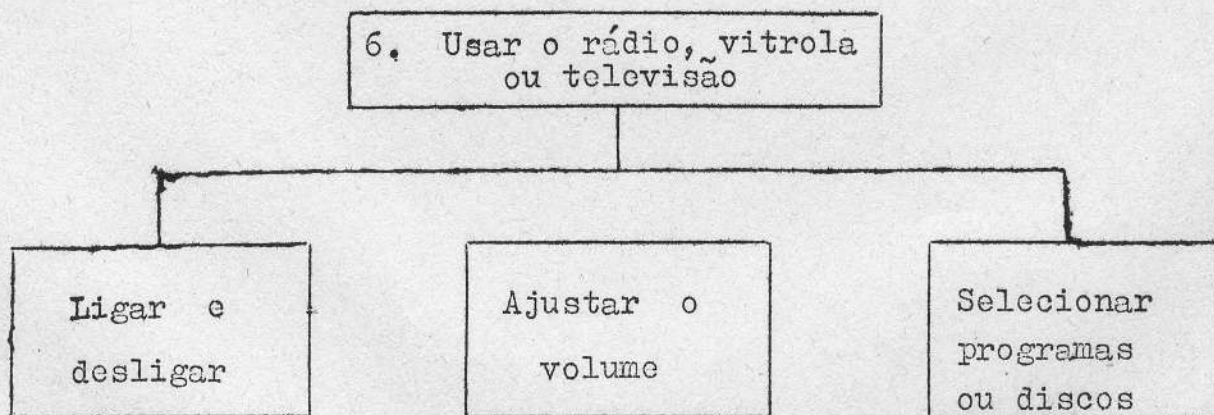 6. Usar o rádio, vitrola
ou televisão
Ligar e
desligar
Ajustar o
volume
Selecionar
programas
ou discos